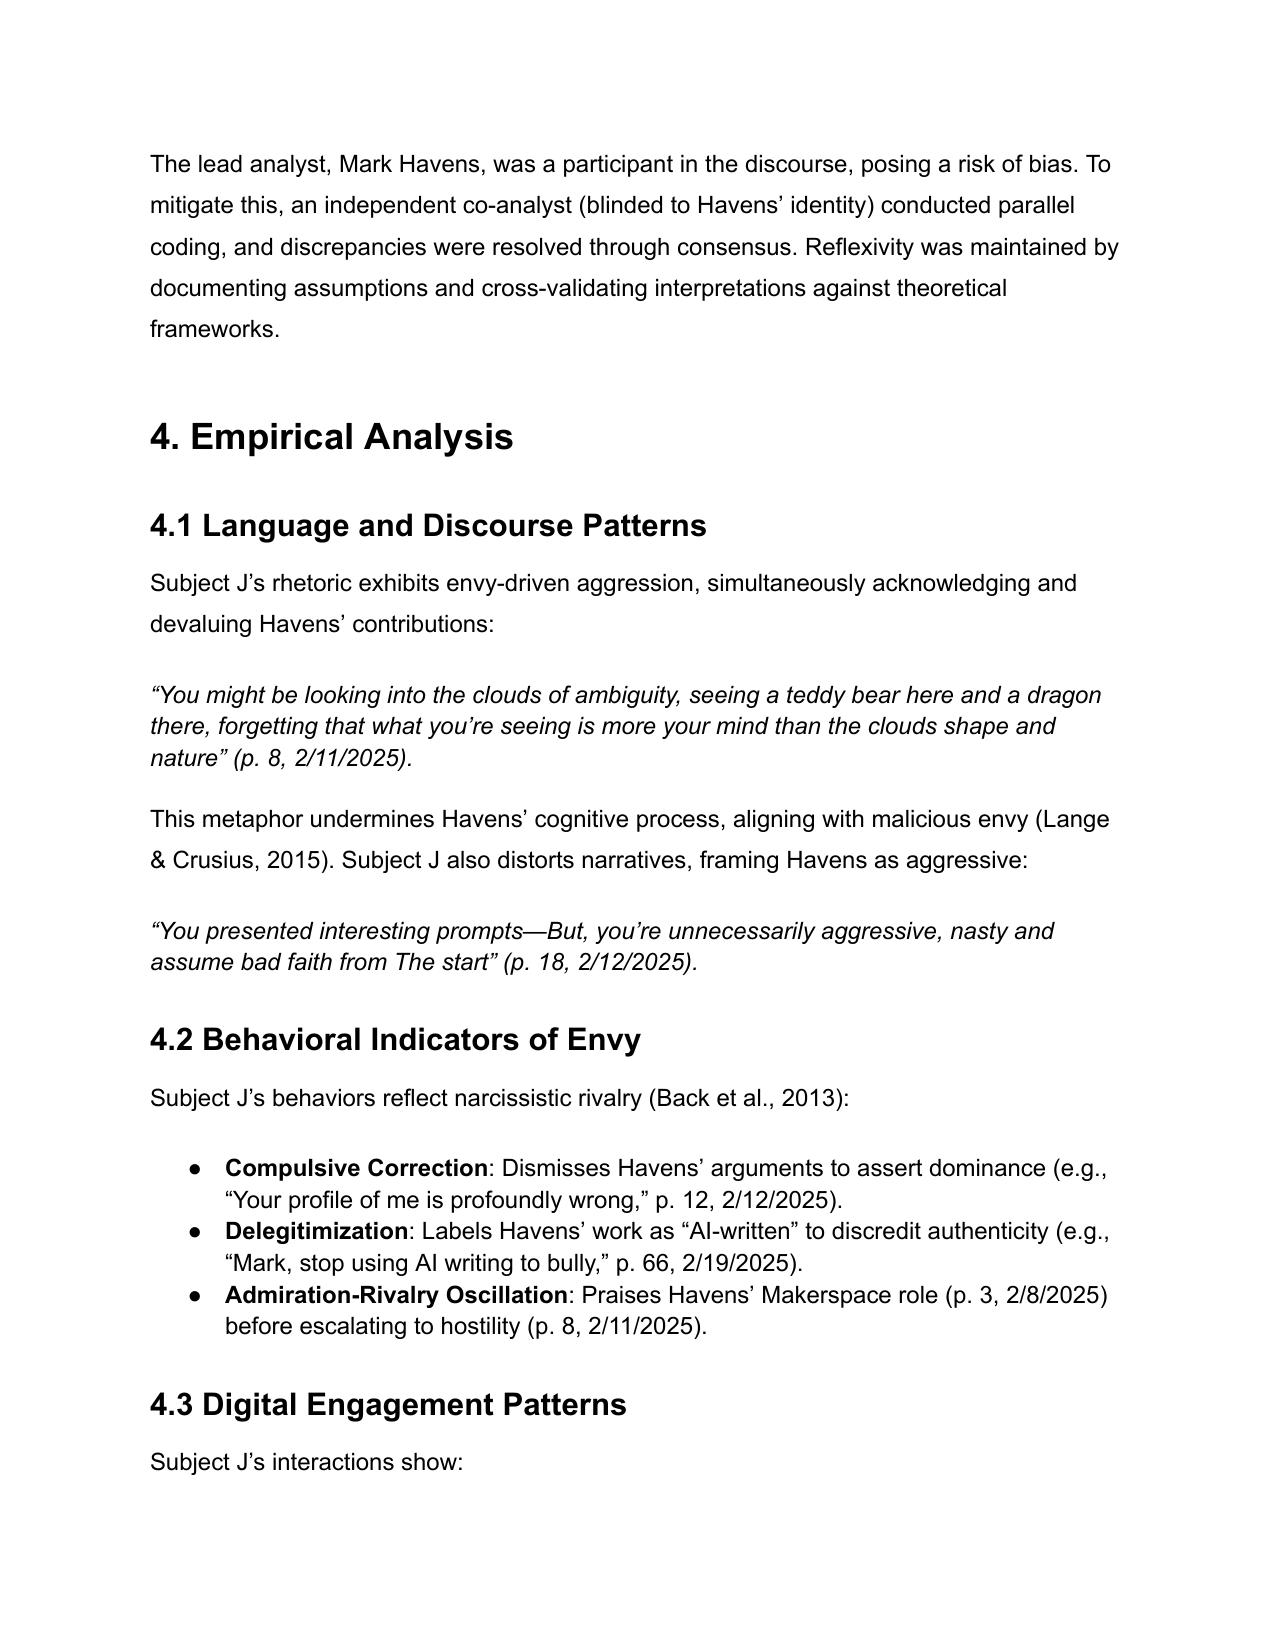 The lead analyst, Mark Havens, was a participant in the discourse, posing a risk of bias. To
mitigate this, an independent co-analyst (blinded to Havens’ identity) conducted parallel
coding, and discrepancies were resolved through consensus. Reflexivity was maintained by
documenting assumptions and cross-validating interpretations against theoretical
frameworks.
4. Empirical Analysis
4.1 Language and Discourse Patterns
Subject J’s rhetoric exhibits envy-driven aggression, simultaneously acknowledging and
devaluing Havens’ contributions:
“You might be looking into the clouds of ambiguity, seeing a teddy bear here and a dragon
there, forgetting that what you’re seeing is more your mind than the clouds shape and
nature” (p. 8, 2/11/2025).
This metaphor undermines Havens’ cognitive process, aligning with malicious envy (Lange
& Crusius, 2015). Subject J also distorts narratives, framing Havens as aggressive:
“You presented interesting prompts—But, you’re unnecessarily aggressive, nasty and
assume bad faith from The start” (p. 18, 2/12/2025).
4.2 Behavioral Indicators of Envy
Subject J’s behaviors reflect narcissistic rivalry (Back et al., 2013):
● Compulsive Correction: Dismisses Havens’ arguments to assert dominance (e.g.,
“Your profile of me is profoundly wrong,” p. 12, 2/12/2025).
● Delegitimization: Labels Havens’ work as “AI-written” to discredit authenticity (e.g.,
“Mark, stop using AI writing to bully,” p. 66, 2/19/2025).
● Admiration-Rivalry Oscillation: Praises Havens’ Makerspace role (p. 3, 2/8/2025)
before escalating to hostility (p. 8, 2/11/2025).
4.3 Digital Engagement Patterns
Subject J’s interactions show: